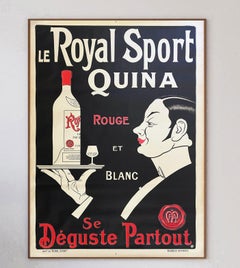 LE Royal Sport
QUINA
ROUGE
ET
BLANC
Se
Déguste Partout